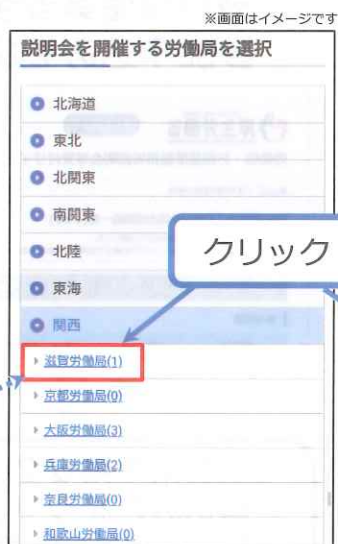 ※画面はイメージです
説明会を開催する労働局を選択
北海道
東北
北関東
南関東
北陸
クリック
東海
関西
滋賀労働局(1)
京都労働局(0)
大阪労働局(3)
兵庫労働局(2)
奈良労働局(0)
和歌山労働局(0)